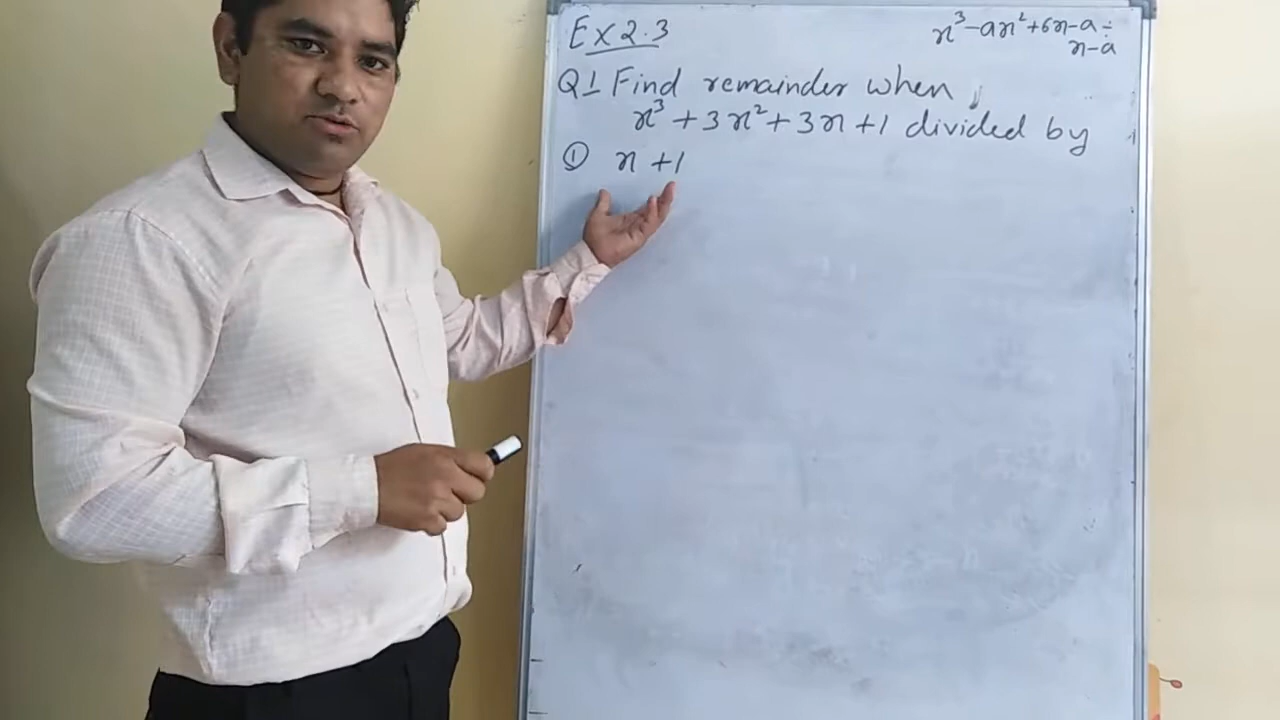 Ex 2.3
x³-ax²+6x-a÷
x-a
Q1 Find remainder when,
x³+3x²+3x+1 divided by
① x+1